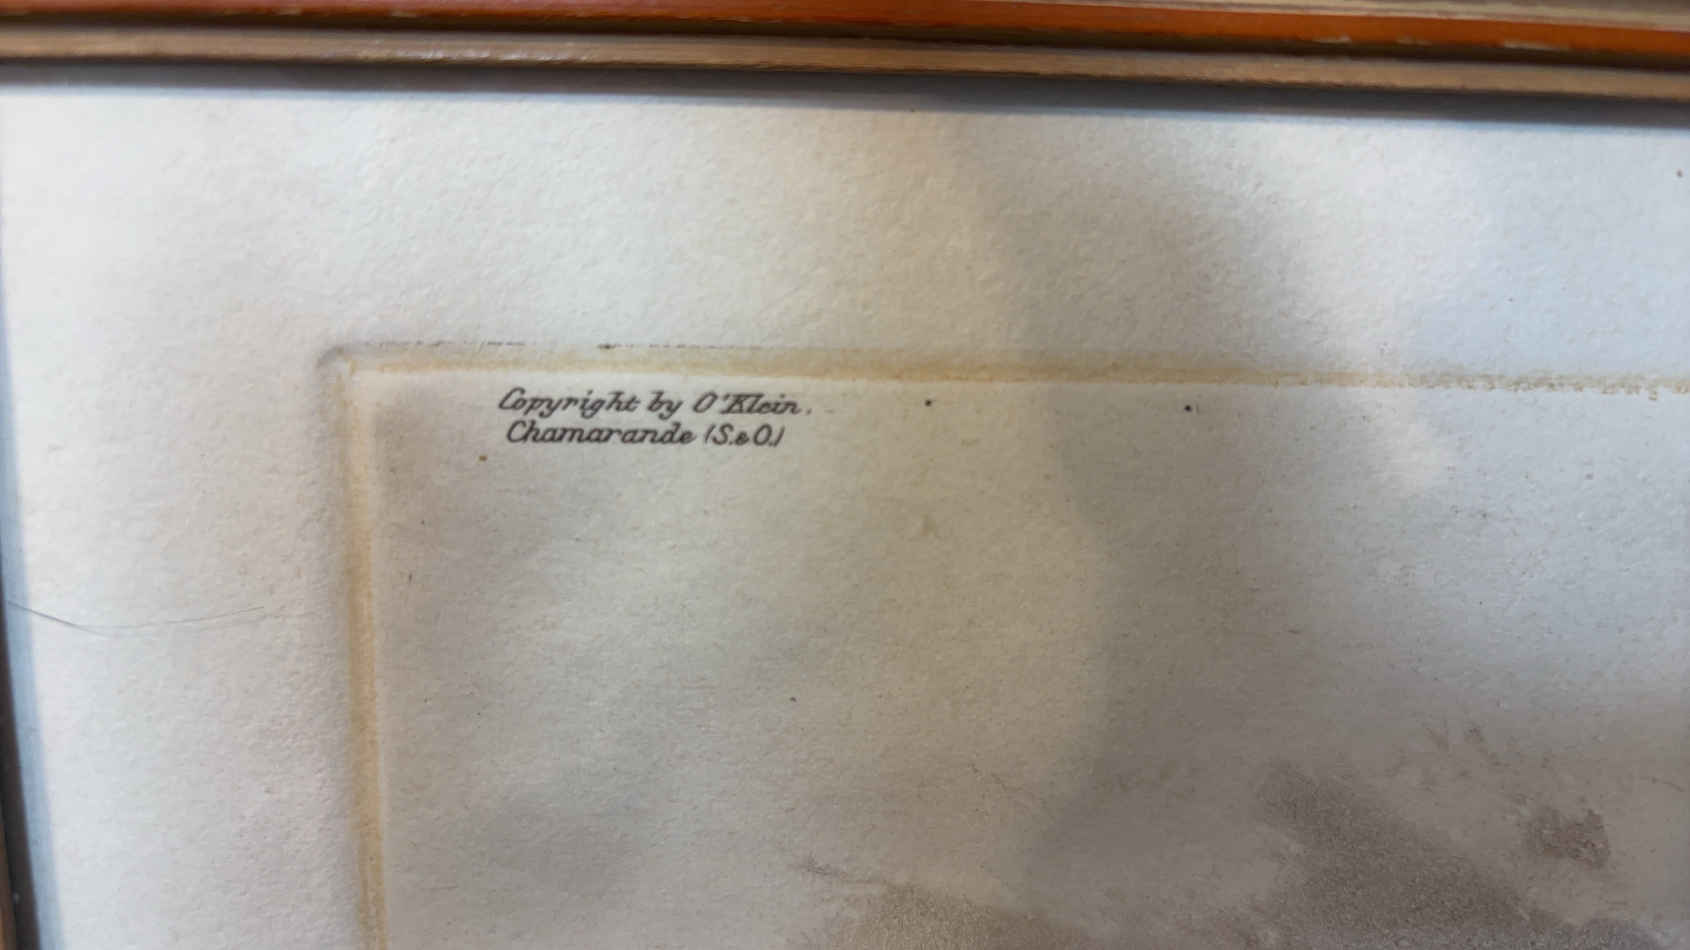 Copyright by O'Klein.
Chamarande (S.&O.)